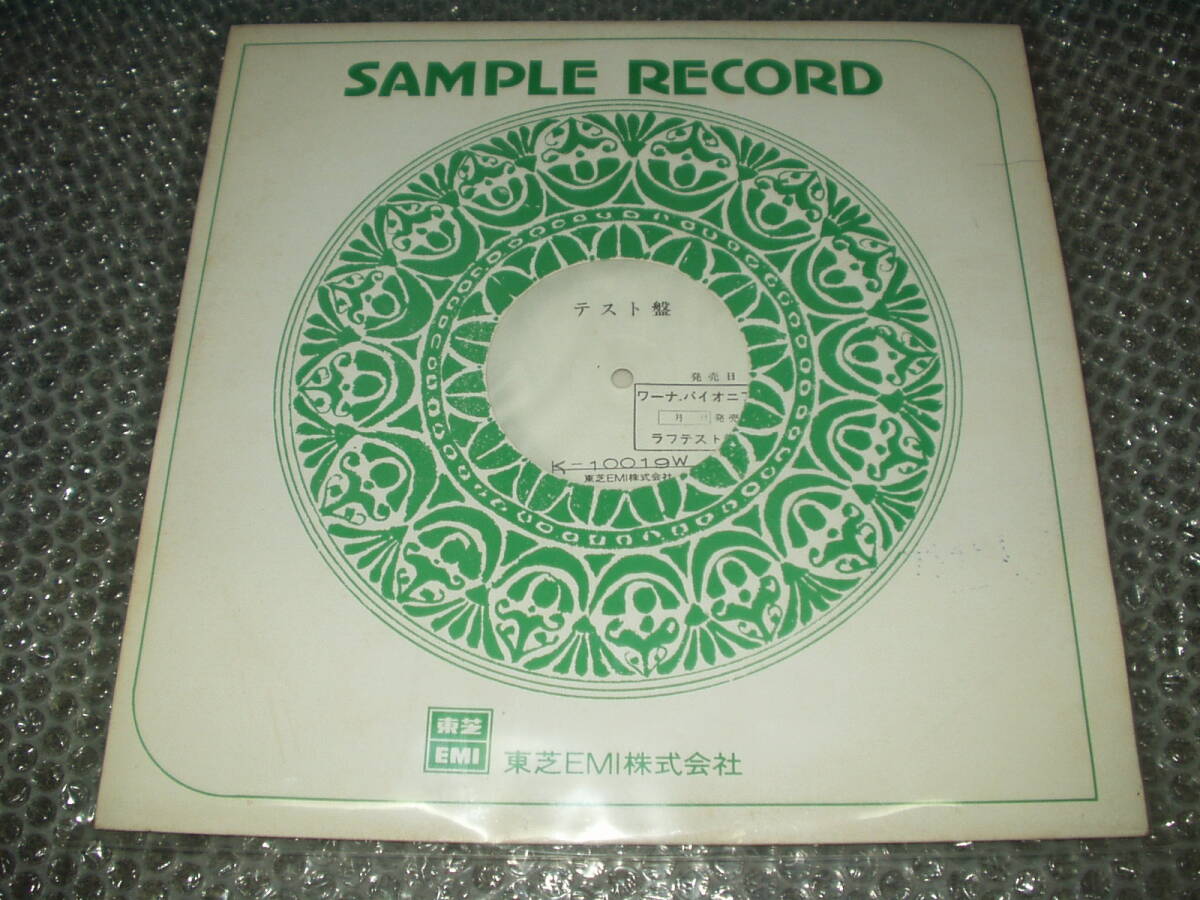 SAMPLE RECORD
テスト盤
発売日
ワーナ.パイオニア
月 日 発売
ラフテスト
K-10019W
東芝EMI株式会社
東芝
EMI
東芝EMI株式会社